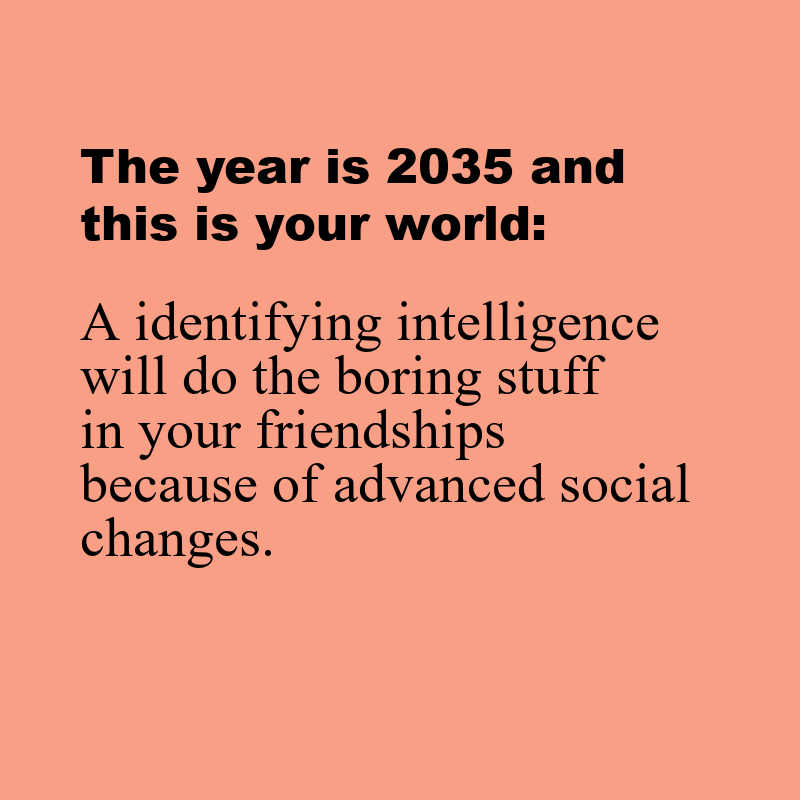 The year is 2035 and
this is your world:
A identifying intelligence
will do the boring stuff
in your friendships
because of advanced social
changes.